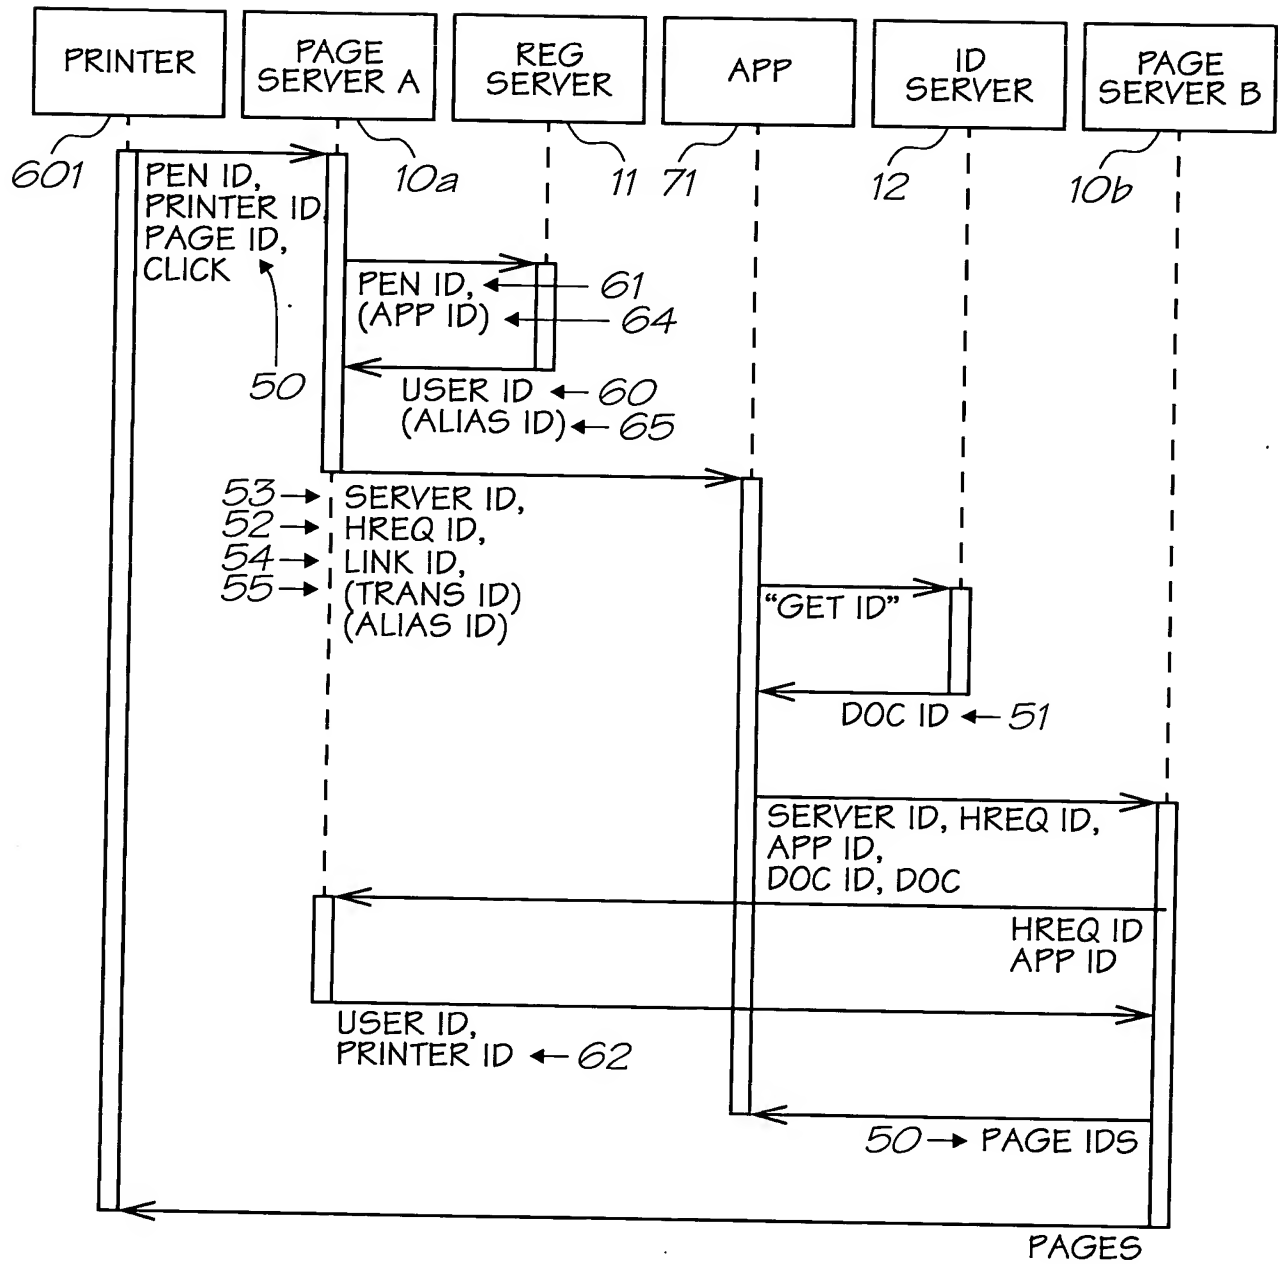 PRINTER
PAGE
SERVER A
REG
SERVER
APP
ID
SERVER
PAGE
SERVER B
601
10a
11
71
12
10b
PEN ID,
PRINTER ID
PAGE ID,
CLICK
50
PEN ID,
61
(APP ID)
64
USER ID
60
(ALIAS ID)
65
53
SERVER ID,
52
HREQ ID,
54
LINK ID,
55
(TRANS ID)
(ALIAS ID)
"GET ID"
DOC ID
51
SERVER ID, HREQ ID,
APP ID,
DOC ID, DOC
HREQ ID
APP ID
USER ID,
PRINTER ID
62
50
PAGE IDS
PAGES